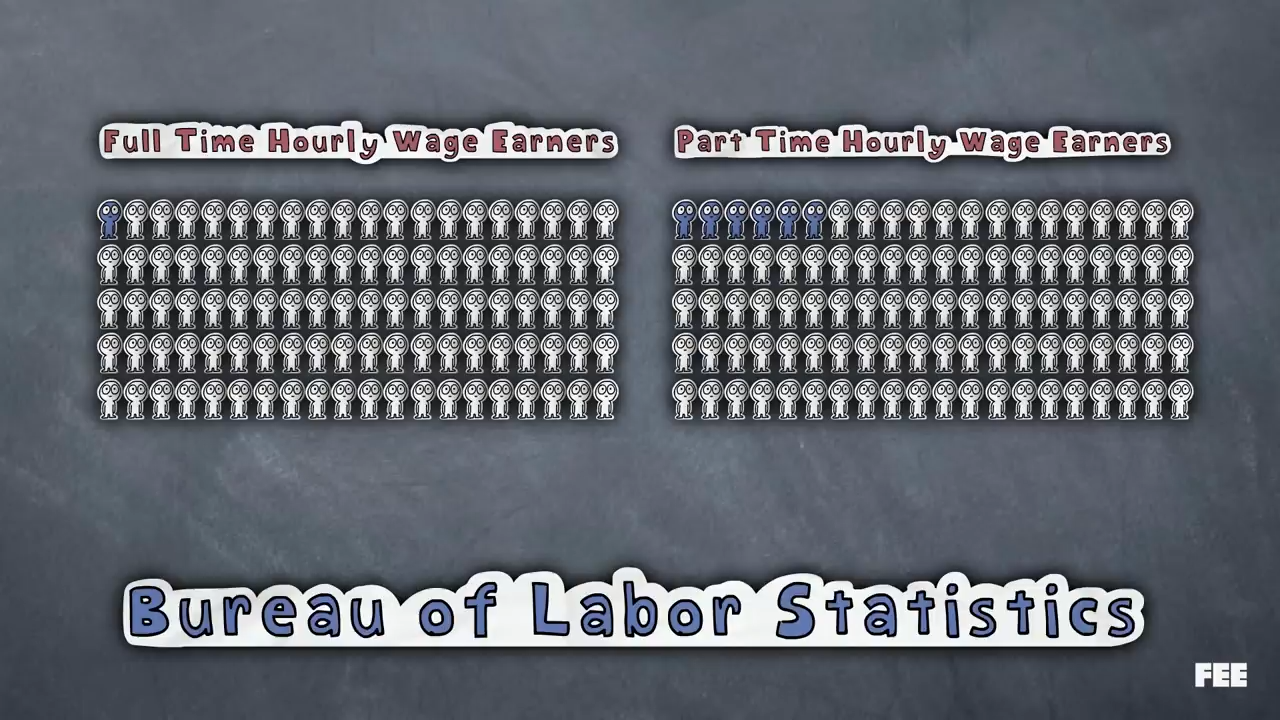 Full Time Hourly Wage Earners
Part Time Hourly Wage Earners
Bureau of Labor Statistics
FEE